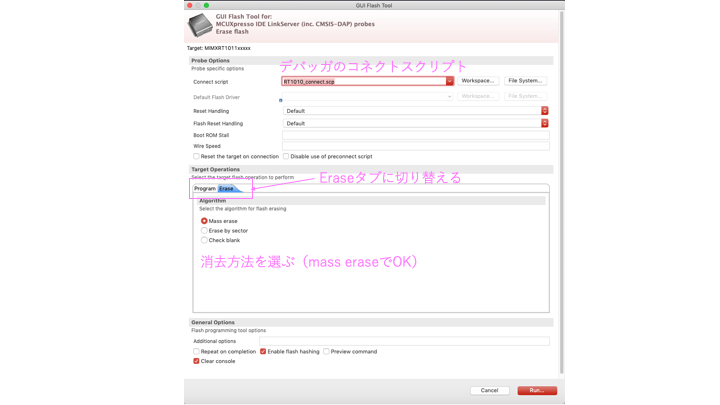 GUI Flash Tool
GUI Flash Tool for:
MCUXpresso IDE LinkServer (inc. CMSIS-DAP) probes
Erase flash
Target: MIMXRT1011xxxxx
Probe Options
Probe specific options
デバッガのコネクトスクリプト
Connect script RT1010_connect.scp Workspace... File System...
Default Flash Driver Workspace... File System...
Reset Handling Default
Flash Reset Handling Default
Boot ROM Stall
Wire Speed
Reset the target on connection Disable use of preconnect script
Target Operations
Select the target flash operation to perform
Eraseタブに切り替える
Program Erase
Algorithm
Select the algorithm for flash erasing
Mass erase
Erase by sector
Check blank
消去方法を選ぶ（mass eraseでOK）
General Options
Flash programming tool options
Additional options
Repeat on completion Enable flash hashing Preview command
Clear console
Cancel Run...